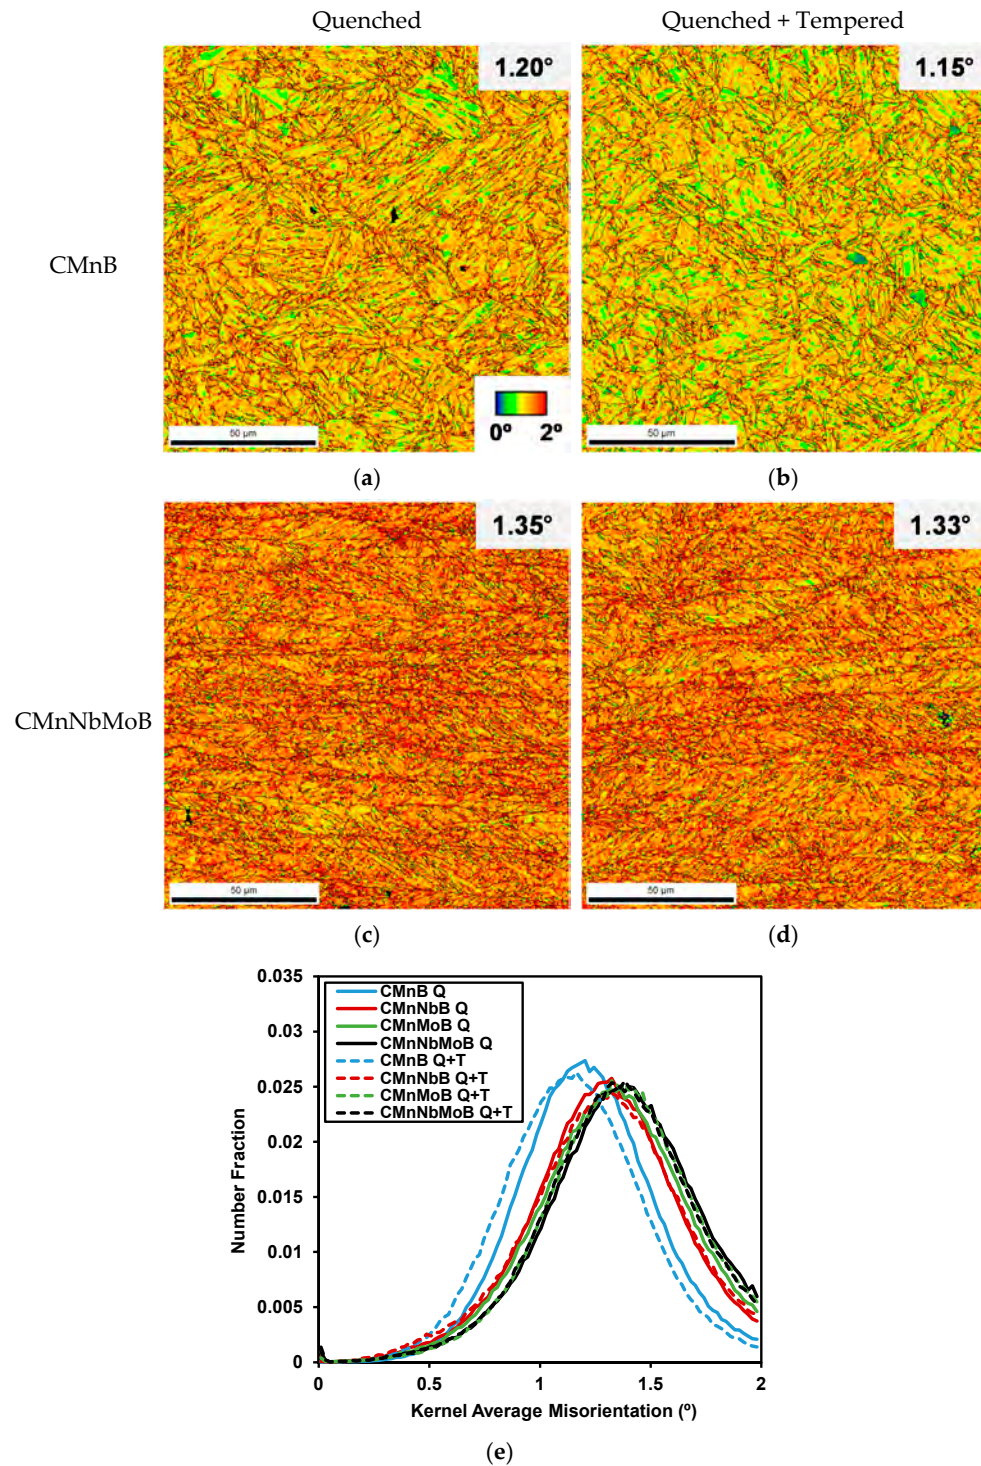 Quenched
Quenched + Tempered
1.20°
1.15°
CMnB
0º 2º
50 µm
50 µm
(a)
(b)
1.35°
1.33°
CMnNbMoB
50 µm
50 µm
(c)
(d)
0.035
0.03
0.025
0.02
0.015
0.01
0.005
0
Number Fraction
CMnB Q
CMnNbB Q
CMnMoB Q
CMnNbMoB Q
CMnB Q+T
CMnNbB Q+T
CMnMoB Q+T
CMnNbMoB Q+T
0 0.5 1 1.5 2
Kernel Average Misorientation (º)
(e)